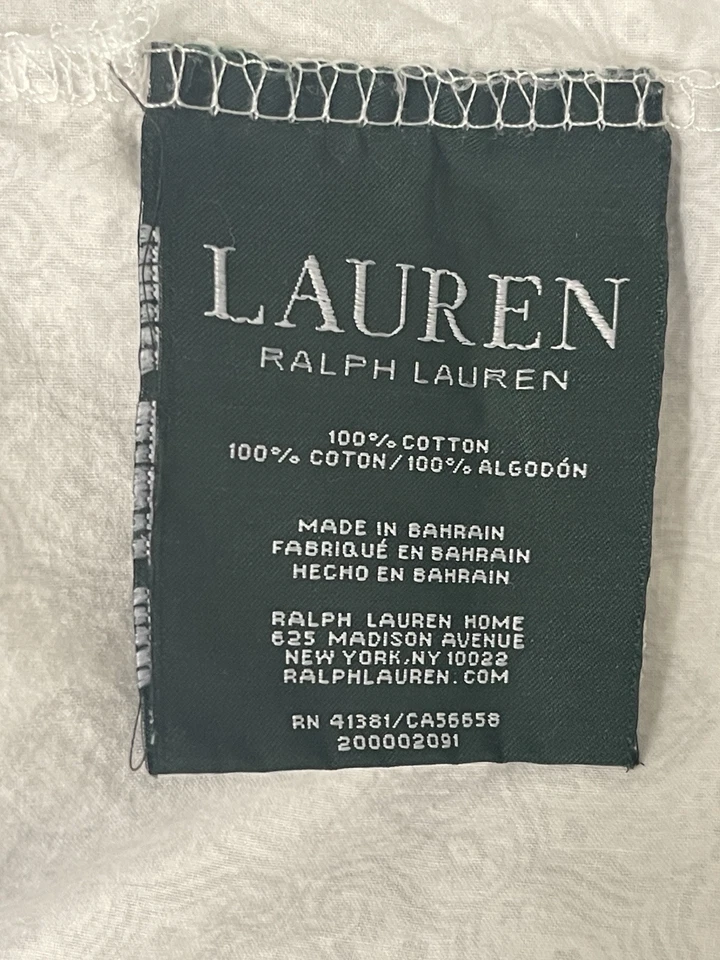 LAUREN
RALPH LAUREN
100% COTTON
100% COTON/100% ALGODÓN
MADE IN BAHRAIN
FABRIQUÉ EN BAHRAIN
HECHO EN BAHRAIN
RALPH LAUREN HOME
625 MADISON AVENUE
NEW YORK, NY 10022
RALPHLAUREN.COM
RN 41381/CA56658
200002091